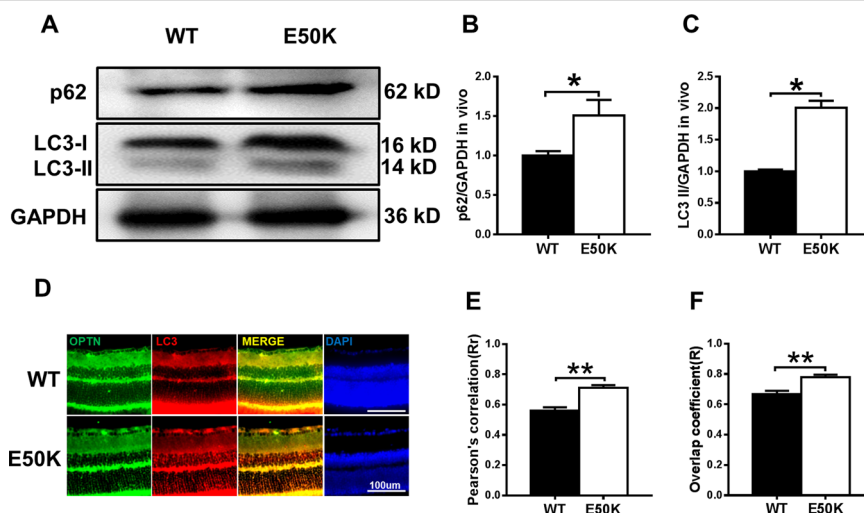 A
WT E50K
p62 62 kD
LC3-I 16 kD
LC3-II 14 kD
GAPDH 36 kD
B
p62/GAPDH in vivo
2.0
1.5
1.0
0.5
0.0
*
WT E50K
C
LC3 II/GAPDH in vivo
2.5
2.0
1.5
1.0
0.5
0.0
*
WT E50K
D
OPTN LC3 MERGE DAPI
WT
E50K
100um
E
Pearson's correlation(Rr)
1.0
0.8
0.6
0.4
0.2
0.0
**
WT E50K
F
Overlap coefficient(R)
1.0
0.8
0.6
0.4
0.2
0.0
**
WT E50K